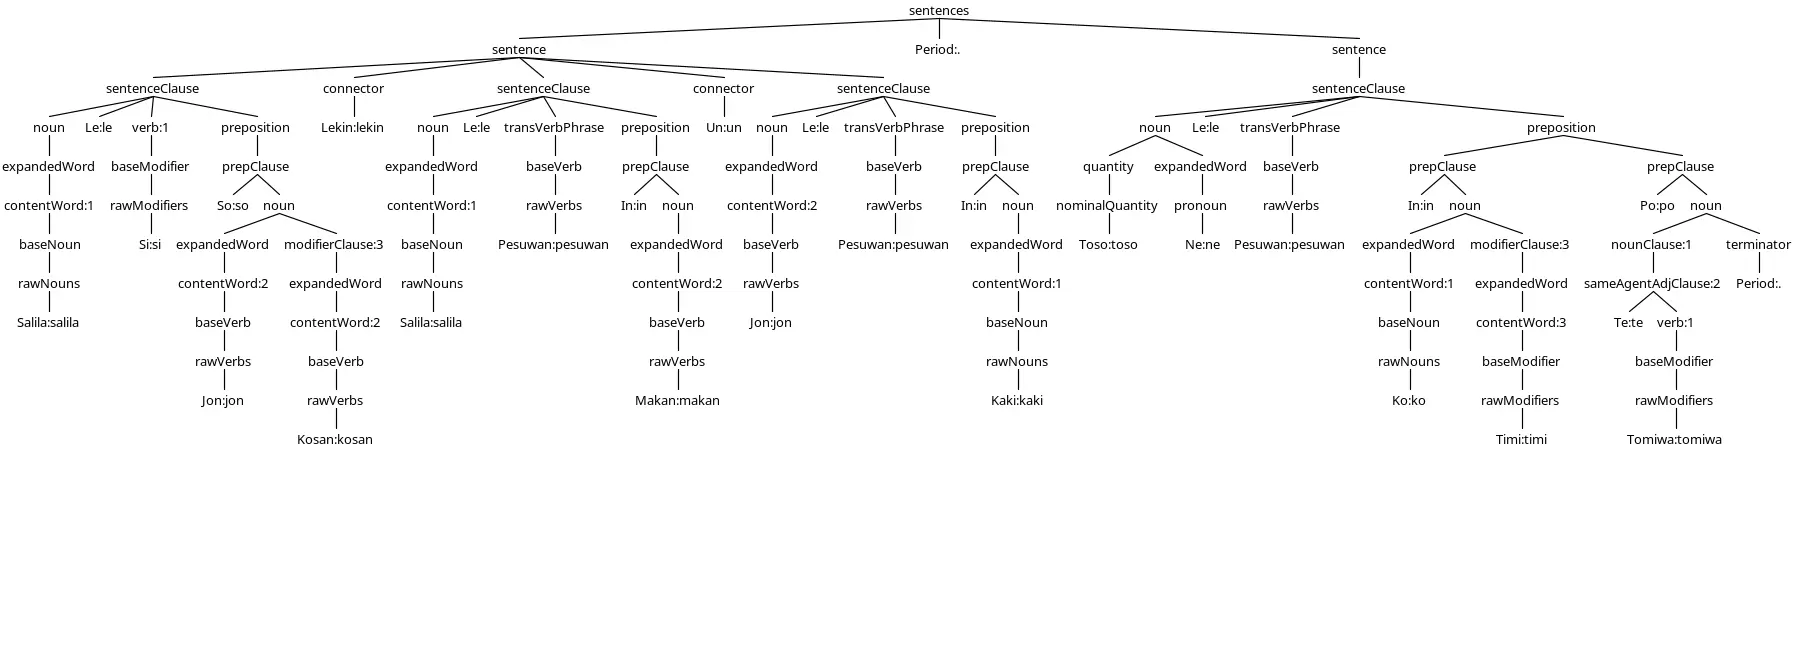 sentences
sentence Period:. sentence
sentenceClause connector sentenceClause connector sentenceClause sentenceClause
noun Le:le verb:1 preposition Lekin:lekin noun Le:le transVerbPhrase preposition Un:un noun Le:le transVerbPhrase preposition noun Le:le transVerbPhrase preposition
expandedWord baseModifier prepClause expandedWord baseVerb prepClause expandedWord baseVerb prepClause quantity expandedWord baseVerb prepClause prepClause
contentWord:1 rawModifiers So:so noun contentWord:1 rawVerbs In:in noun contentWord:2 rawVerbs In:in noun nominalQuantity pronoun rawVerbs In:in noun Po:po noun
baseNoun Si:si expandedWord modifierClause:3 baseNoun Pesuwan:pesuwan expandedWord baseVerb Pesuwan:pesuwan expandedWord Toso:toso Ne:ne Pesuwan:pesuwan expandedWord modifierClause:3 nounClause:1 terminator
rawNouns contentWord:2 expandedWord rawNouns contentWord:2 rawVerbs contentWord:1 contentWord:1 expandedWord sameAgentAdjClause:2 Period:.
Salila:salila baseVerb contentWord:2 Salila:salila baseVerb Jon:jon baseNoun baseNoun contentWord:3 Te:te verb:1
rawVerbs baseVerb rawVerbs rawNouns rawNouns baseModifier baseModifier
Jon:jon rawVerbs Makan:makan Kaki:kaki Ko:ko rawModifiers rawModifiers
Kosan:kosan Timi:timi Tomiwa:tomiwa